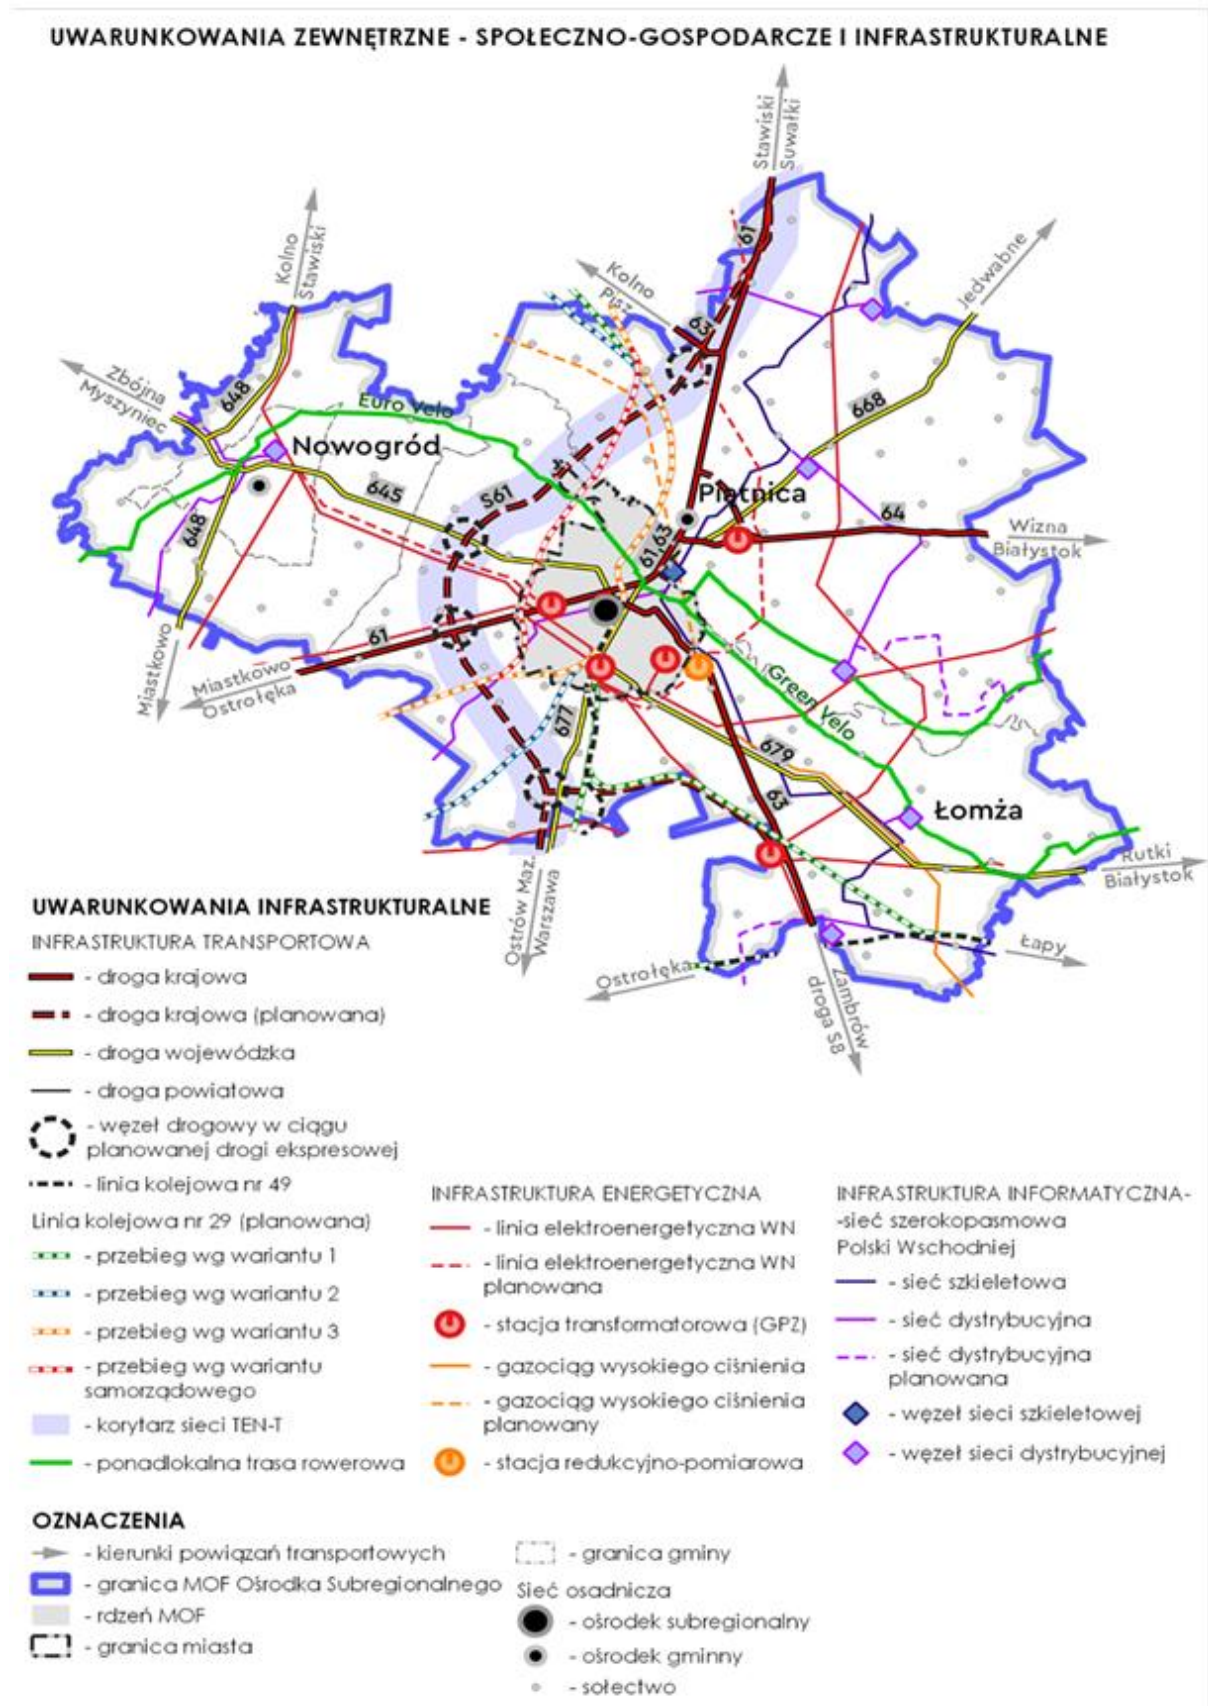 UWARUNKOWANIA ZEWNĘTRZNE - SPOŁECZNO-GOSPODARCZE I INFRASTRUKTURALNE
Stawiski
Suwałki
61
Kolno
Stawiski
Kolno
Pisz
63
Jedwabne
Zbójna
Myszyniec
648
Euro Velo
668
Nowogród
645
S61
Piątnica
64
Wizna
Białystok
648
61,63
61
Miastkowo
Miastkowo
Ostrołęka
677
Green Velo
679
63
Łomża
Rutki
Białystok
Ostrów Maz.
Warszawa
Ostrołęka
Łapy
Zambrów
droga S8
UWARUNKOWANIA INFRASTRUKTURALNE
INFRASTRUKTURA TRANSPORTOWA
- droga krajowa
- droga krajowa (planowana)
- droga wojewódzka
- droga powiatowa
- węzeł drogowy w ciągu
planowanej drogi ekspresowej
- linia kolejowa nr 49
Linia kolejowa nr 29 (planowana)
- przebieg wg wariantu 1
- przebieg wg wariantu 2
- przebieg wg wariantu 3
- przebieg wg wariantu
samorządowego
- korytarz sieci TEN-T
- ponadlokalna trasa rowerowa
INFRASTRUKTURA ENERGETYCZNA
- linia elektroenergetyczna WN
- linia elektroenergetyczna WN
planowana
- stacja transformatorowa (GPZ)
- gazociąg wysokiego ciśnienia
- gazociąg wysokiego ciśnienia
planowany
- stacja redukcyjno-pomiarowa
INFRASTRUKTURA INFORMATYCZNA-
-sieć szerokopasmowa
Polski Wschodniej
- sieć szkieletowa
- sieć dystrybucyjna
- sieć dystrybucyjna
planowana
- węzeł sieci szkieletowej
- węzeł sieci dystrybucyjnej
OZNACZENIA
- kierunki powiązań transportowych
- granica MOF Ośrodka Subregionalnego
- rdzeń MOF
- granica miasta
- granica gminy
Sieć osadnicza
- ośrodek subregionalny
- ośrodek gminny
- sołectwo